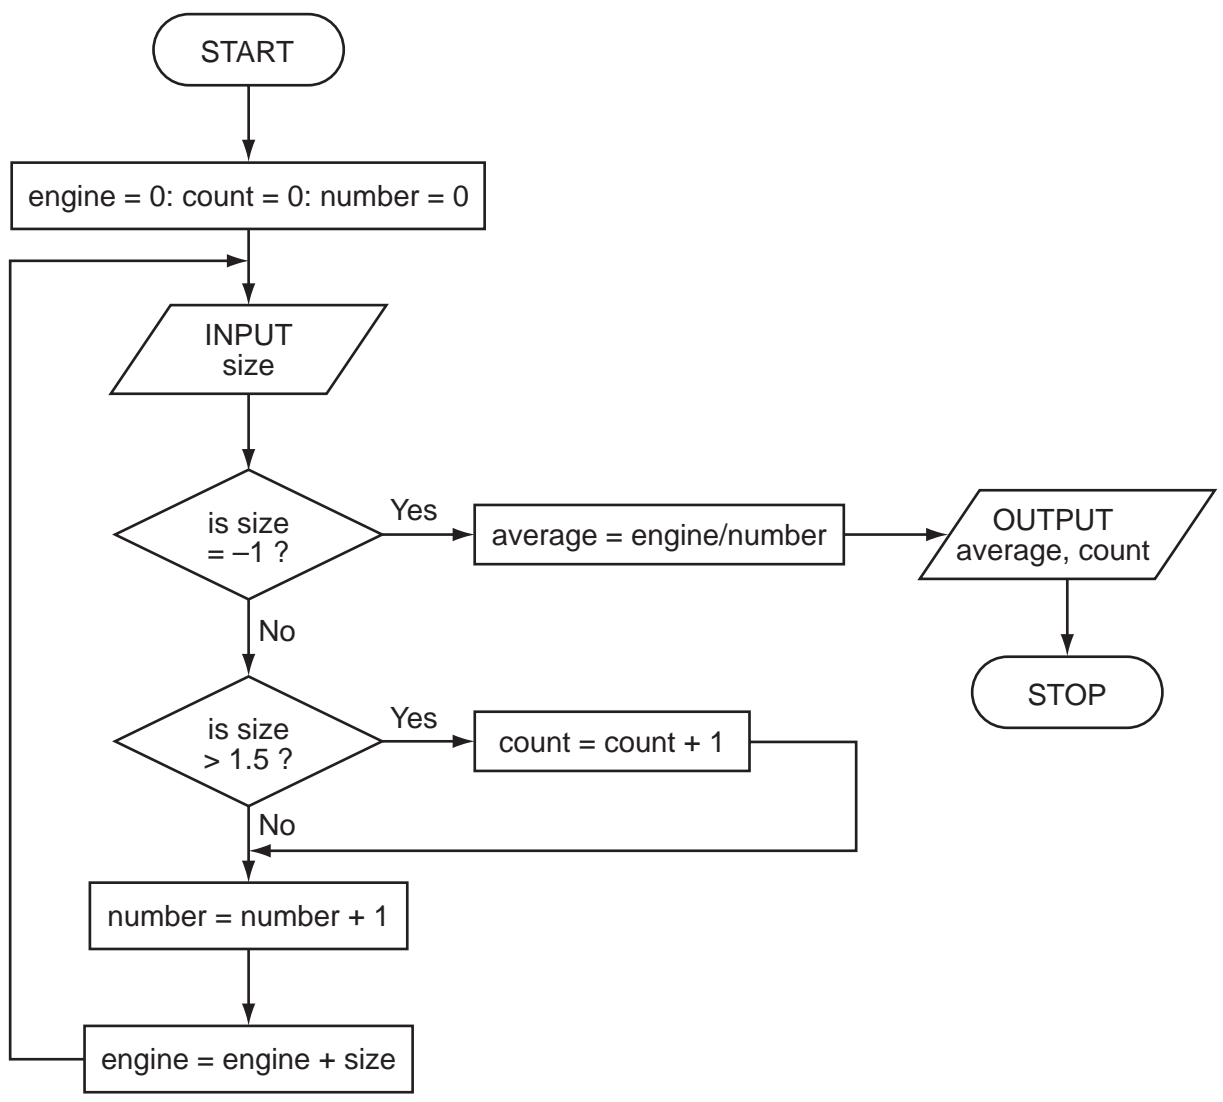 START
engine = 0: count = 0: number = 0
INPUT
size
is size
= –1 ?
Yes
average = engine/number
OUTPUT
average, count
STOP
No
is size
> 1.5 ?
Yes
count = count + 1
No
number = number + 1
engine = engine + size